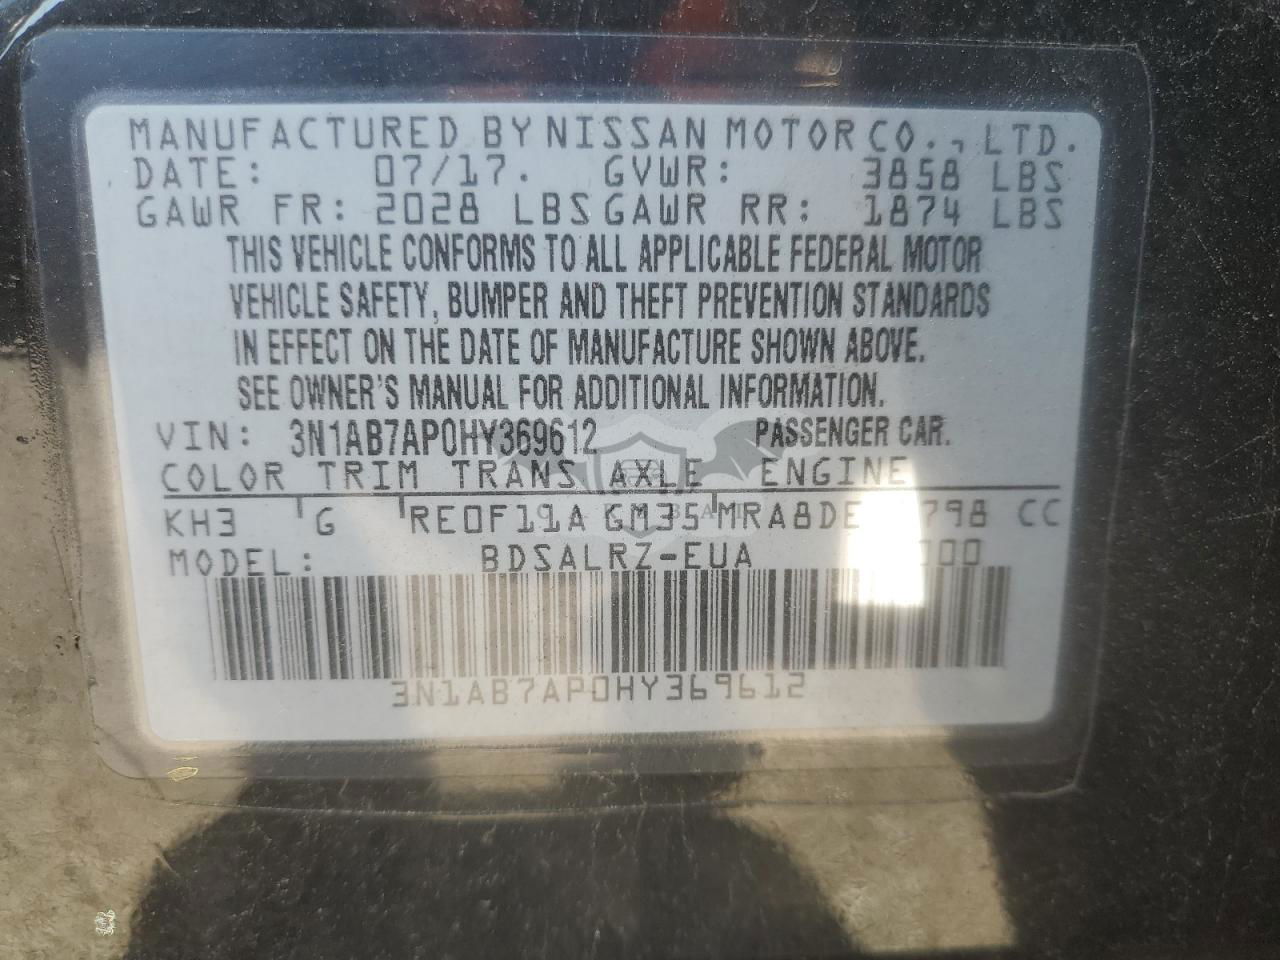 MANUFACTURED BY NISSAN MOTOR CO., LTD.
DATE: 07/17. GVWR: 3858 LBS
GAWR FR: 2028 LBS GAWR RR: 1874 LBS
THIS VEHICLE CONFORMS TO ALL APPLICABLE FEDERAL MOTOR
VEHICLE SAFETY, BUMPER AND THEFT PREVENTION STANDARDS
IN EFFECT ON THE DATE OF MANUFACTURE SHOWN ABOVE.
SEE OWNER'S MANUAL FOR ADDITIONAL INFORMATION.
VIN: 3N1AB7AP0HY369612 PASSENGER CAR.
COLOR TRIM TRANS AXLE ENGINE
KH3 G RE0F11A GM35 MRA8DE CC
MODEL: BDSALRZ-EUA
3N1AB7AP0HY369612